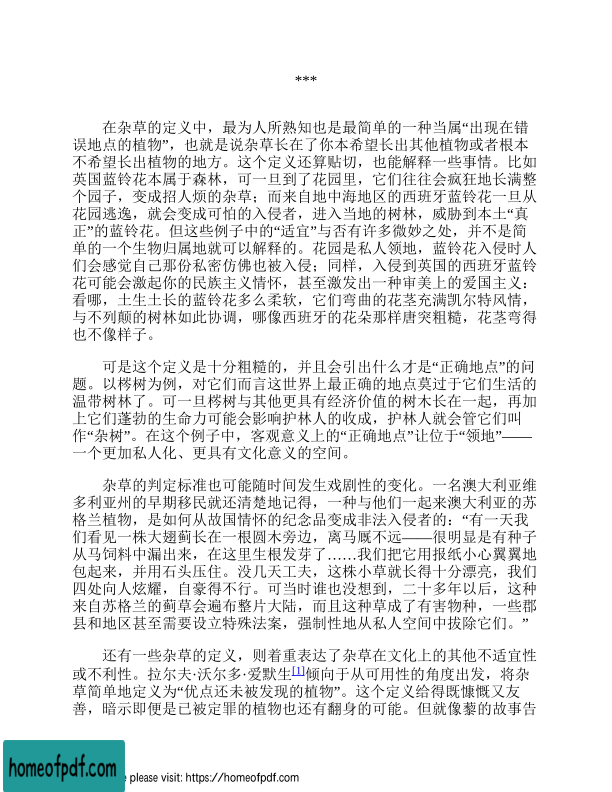 ***
在杂草的定义中，最为人所熟知也是最简单的一种当属“出现在错
误地点的植物”，也就是说杂草长在了你本希望长出其他植物或者根本
不希望长出植物的地方。这个定义还算贴切，也能解释一些事情。比如
英国蓝铃花本属于森林，可一旦到了花园里，它们往往会疯狂地长满整
个园子，变成招人烦的杂草；而来自地中海地区的西班牙蓝铃花一旦从
花园逃逸，就会变成可怕的入侵者，进入当地的树林，威胁到本土“真
正”的蓝铃花。但这些例子中的“适宜”与否有许多微妙之处，并不是简
单的一个生物归属地就可以解释的。花园是私人领地，蓝铃花入侵时人
们会感觉自己那份私密仿佛也被入侵；同样，入侵到英国的西班牙蓝铃
花可能会激起你的民族主义情怀，甚至激发出一种审美上的爱国主义：
看哪，土生土长的蓝铃花多么柔软，它们弯曲的花茎充满凯尔特风情，
与不列颠的树林如此协调，哪像西班牙的花朵那样唐突粗糙，花茎弯得
也不像样子。
可是这个定义是十分粗糙的，并且会引出什么才是“正确地点”的问
题。以梣树为例，对它们而言这世界上最正确的地点莫过于它们生活的
温带树林了。可一旦梣树与其他更具有经济价值的树木长在一起，再加
上它们蓬勃的生命力可能会影响护林人的收成，护林人就会管它们叫
作“杂树”。在这个例子中，客观意义上的“正确地点”让位于“领地”——
一个更加私人化、更具有文化意义的空间。
杂草的判定标准也可能随时间发生戏剧性的变化。一名澳大利亚维
多利亚州的早期移民就还清楚地记得，一种与他们一起来澳大利亚的苏
格兰植物，是如何从故国情怀的纪念品变成非法入侵者的：“有一天我
们看见一株大翅蓟长在一根圆木旁边，离马厩不远——很明显是有种子
从马饲料中漏出来，在这里生根发芽了……我们把它用报纸小心翼翼地
包起来，并用石头压住。没几天工夫，这株小草就长得十分漂亮，我们
四处向人炫耀，自豪得不行。可当时谁也没想到，二十多年以后，这种
来自苏格兰的蓟草会遍布整片大陆，而且这种草成了有害物种，一些郡
县和地区甚至需要设立特殊法案，强制性地从私人空间中拔除它们。”
还有一些杂草的定义，则着重表达了杂草在文化上的其他不适宜性
或不利性。拉尔夫·沃尔多·爱默生[1]倾向于从可用性的角度出发，将杂
草简单地定义为“优点还未被发现的植物”。这个定义给得既慷慨又友
善，暗示即便是已被定罪的植物也还有翻身的可能。但就像藜的故事告
homeofpdf.com
e please visit: https://homeofpdf.com